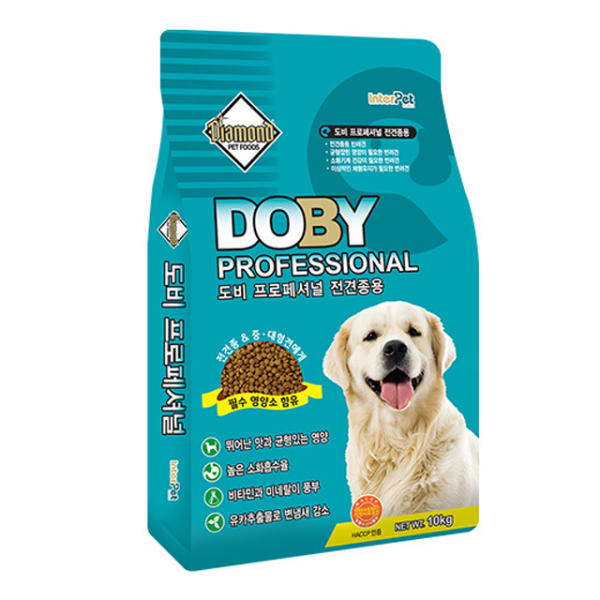 Diamond
PET FOODS
InterPet
도비 프로페셔널 전견종용
• 전견종용 반려견
• 균형잡힌 영양이 필요한 반려견
• 소화기계 건강이 필요한 반려견
• 이상적인 체형유지가 필요한 반려견
DOBY
PROFESSIONAL
도비 프로페셔널 전견종용
전견종 & 중·대형견에게
필수 영양소 함유
뛰어난 맛과 균형있는 영양
높은 소화흡수율
비타민과 미네랄이 풍부
유카추출물로 변냄새 감소
HACCP 인증
NET WT. 10kg
Diamond
도비 프로페셔널
InterPet